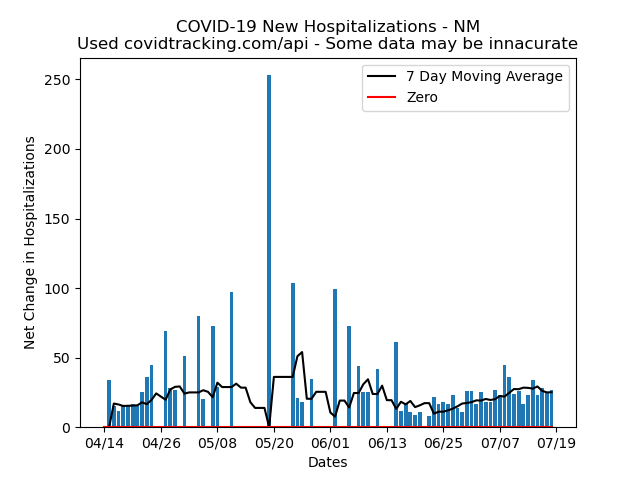 COVID-19 New Hospitalizations - NM
Used covidtracking.com/api - Some data may be innacurate
7 Day Moving Average
Zero
Net Change in Hospitalizations
250
200
150
100
50
0
04/14 04/26 05/08 05/20 06/01 06/13 06/25 07/07 07/19
Dates